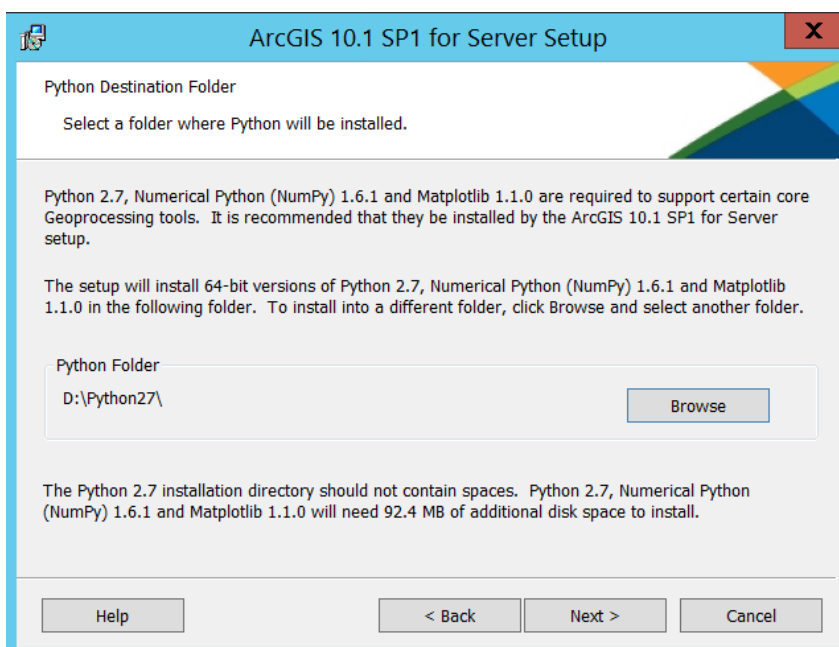 ArcGIS 10.1 SP1 for Server Setup
X
Python Destination Folder
Select a folder where Python will be installed.
Python 2.7, Numerical Python (NumPy) 1.6.1 and Matplotlib 1.1.0 are required to support certain core
Geoprocessing tools.  It is recommended that they be installed by the ArcGIS 10.1 SP1 for Server
setup.
The setup will install 64-bit versions of Python 2.7, Numerical Python (NumPy) 1.6.1 and Matplotlib
1.1.0 in the following folder.  To install into a different folder, click Browse and select another folder.
Python Folder
D:\Python27\
Browse
The Python 2.7 installation directory should not contain spaces.  Python 2.7, Numerical Python
(NumPy) 1.6.1 and Matplotlib 1.1.0 will need 92.4 MB of additional disk space to install.
Help
< Back
Next >
Cancel